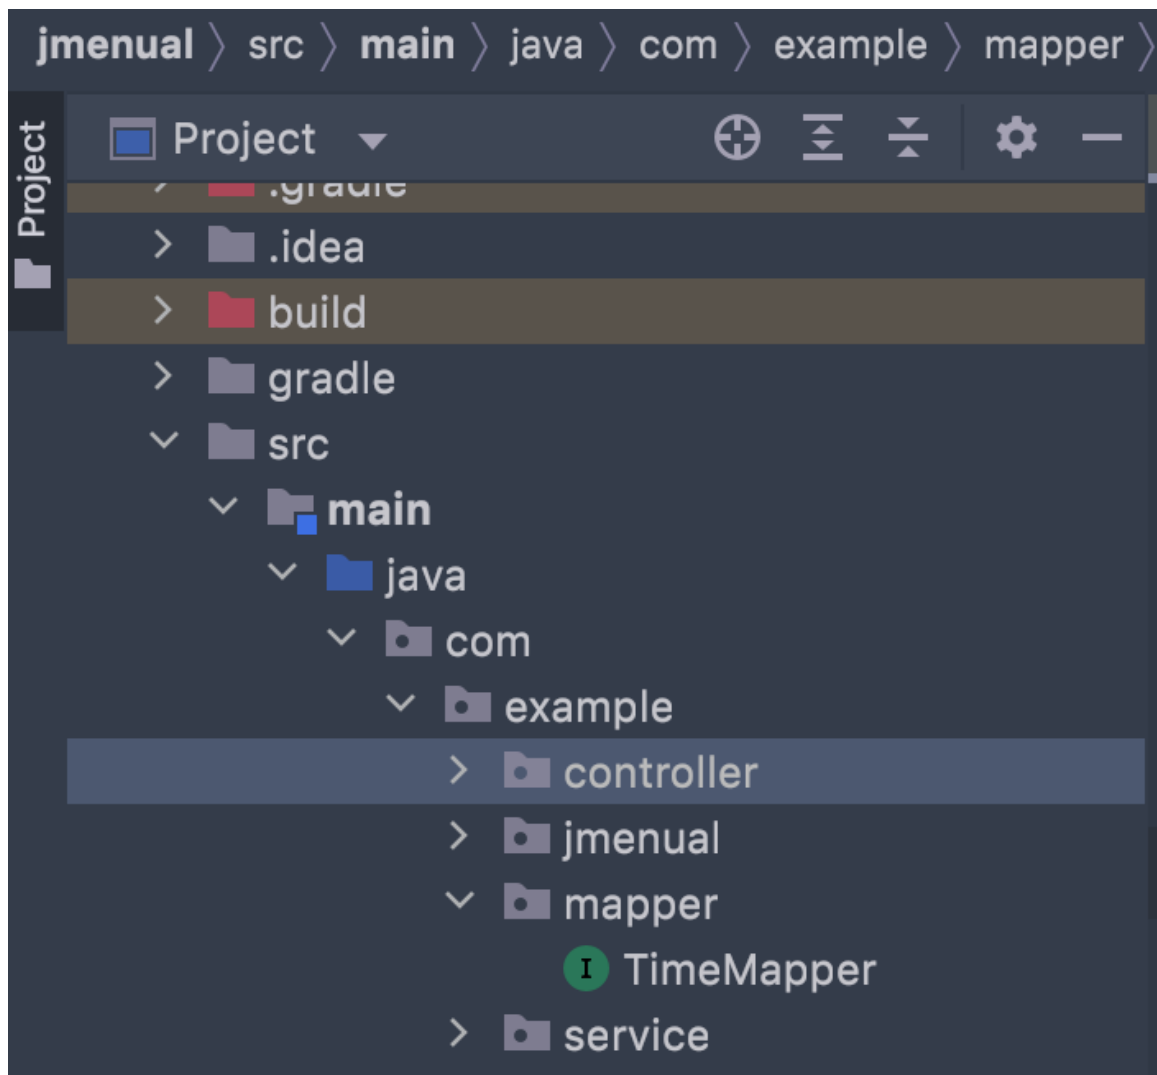 jmenual src main java com example mapper
Project
Project
.gradle
.idea
build
gradle
src
main
java
com
example
controller
jmenual
mapper
I TimeMapper
service